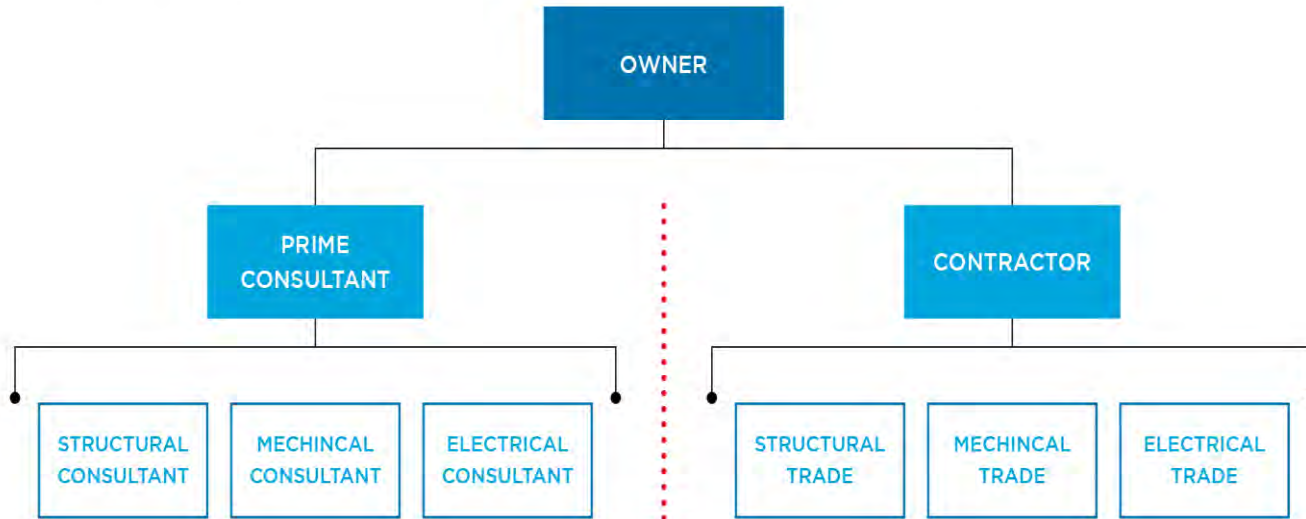 OWNER
PRIME
CONSULTANT
CONTRACTOR
STRUCTURAL
CONSULTANT
MECHINCAL
CONSULTANT
ELECTRICAL
CONSULTANT
STRUCTURAL
TRADE
MECHINCAL
TRADE
ELECTRICAL
TRADE